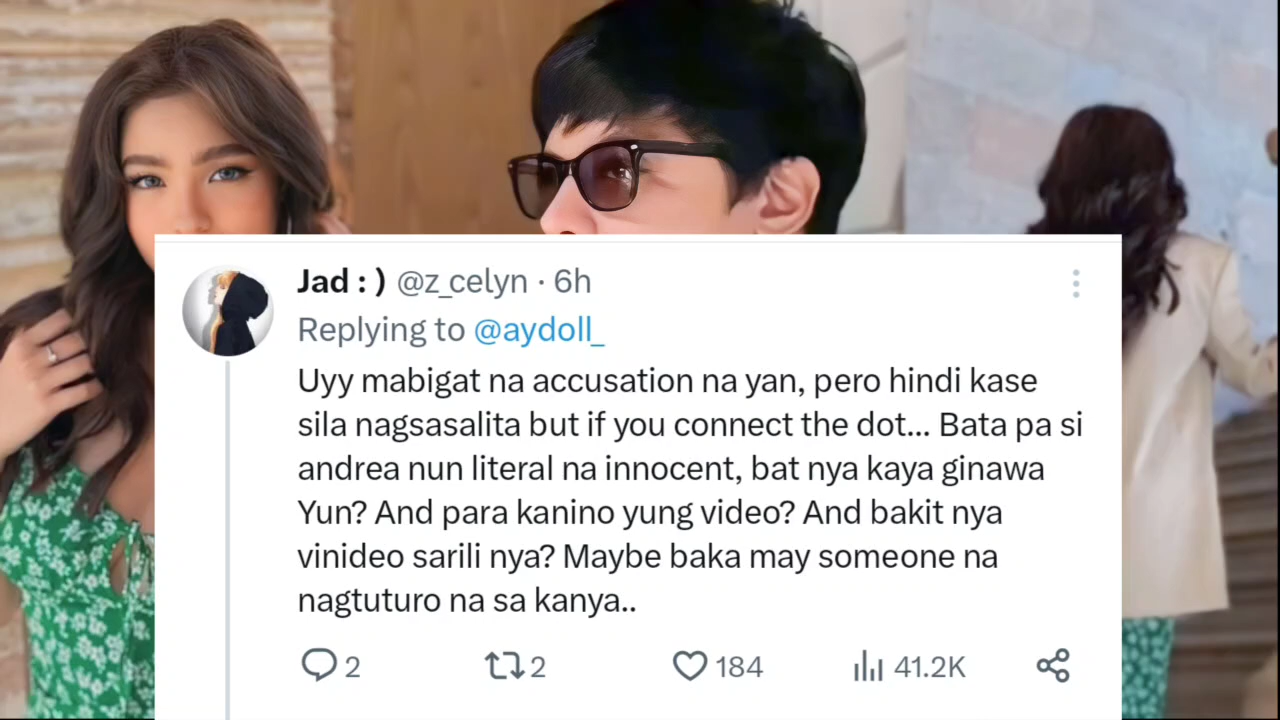 Jad : ) @z_celyn · 6h
Replying to @aydoll_
Uyy mabigat na accusation na yan, pero hindi kase
sila nagsasalita but if you connect the dot... Bata pa si
andrea nun literal na innocent, bat nya kaya ginawa
Yun? And para kanino yung video? And bakit nya
vinideo sarili nya? Maybe baka may someone na
nagtuturo na sa kanya..
2 2 184 41.2K